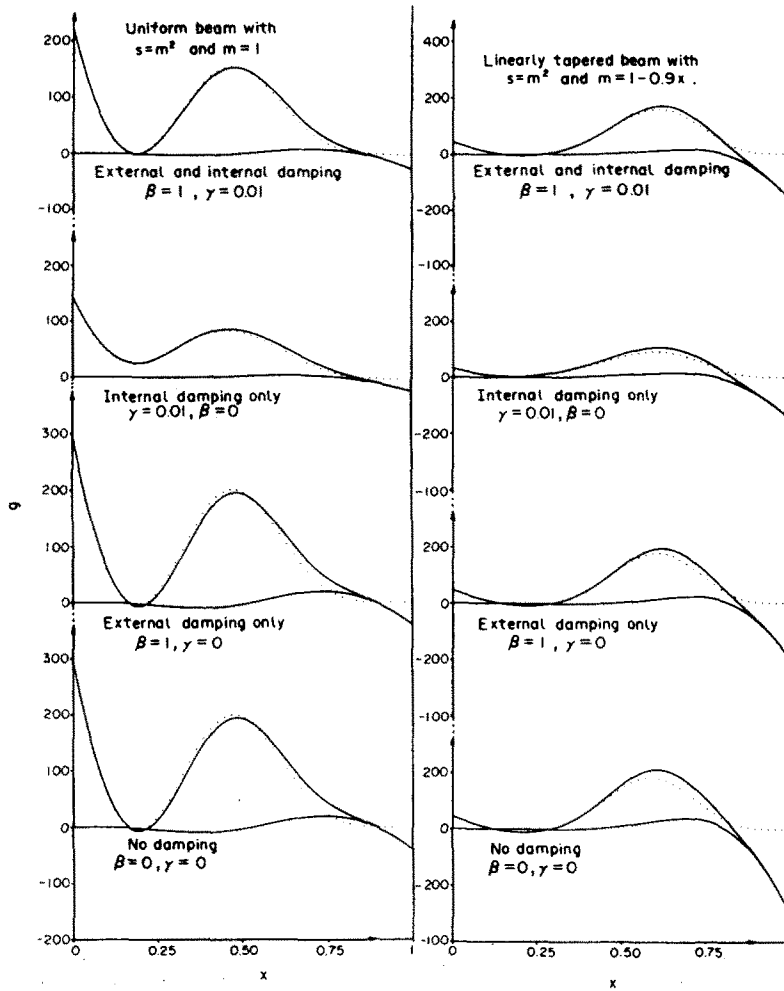 Uniform beam with
s=m² and m=1
200
100
0
External and internal damping
β=1 , γ=0.01
-100
200
100
0
Internal damping only
γ=0.01, β=0
300
200
100
0
External damping only
β=1, γ=0
g
300
200
100
0
No damping
β=0, γ=0
-100
-200
0 0.25 0.50 0.75 1
x
400
Linearly tapered beam with
s=m² and m=1-0.9x.
200
0
External and internal damping
β=1 , γ=0.01
-200
-100
200
0
Internal damping only
γ=0.01, β=0
-200
-100
200
0
External damping only
β=1, γ=0
-200
-100
200
0
No damping
β=0, γ=0
-200
-100
0 0.25 0.50 0.75
x